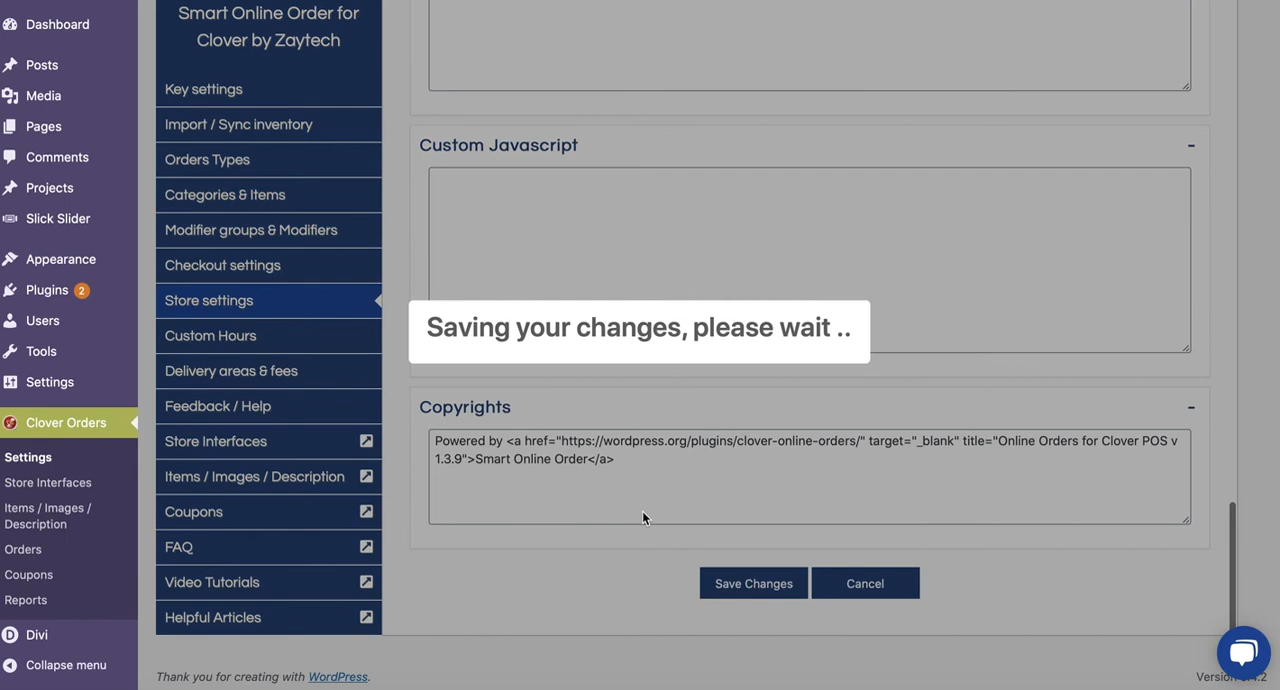 Dashboard
Posts
Media
Pages
Comments
Projects
Slick Slider
Appearance
Plugins 2
Users
Tools
Settings
Clover Orders
Settings
Store Interfaces
Items / Images /
Description
Orders
Coupons
Reports
Divi
Collapse menu
Smart Online Order for
Clover by Zaytech
Key settings
Import / Sync inventory
Orders Types
Categories & Items
Modifier groups & Modifiers
Checkout settings
Store settings
Custom Hours
Delivery areas & fees
Feedback / Help
Store Interfaces
Items / Images / Description
Coupons
FAQ
Video Tutorials
Helpful Articles
Custom Javascript
-
Saving your changes, please wait ..
Copyrights
-
Powered by <a href="https://wordpress.org/plugins/clover-online-orders/" target="_blank" title="Online Orders for Clover POS v
1.3.9">Smart Online Order</a>
Save Changes
Cancel
Thank you for creating with WordPress.